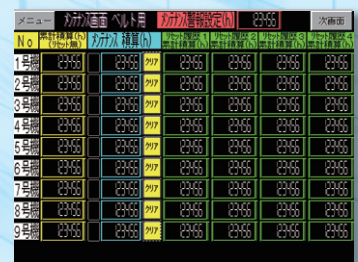 メニュー メンテナンス画面 ベルト用 メンテナンス警報設定(h) 23456 次画面
No 累計積算(h)(リセット無) メンテナンス積算(h) リセット履歴1 累計積算(h) リセット履歴2 累計積算(h) リセット履歴3 累計積算(h) リセット履歴4 累計積算(h)
1号機 23456 23456 クリア 23456 23456 23456 23456
2号機 23456 23456 クリア 23456 23456 23456 23456
3号機 23456 23456 クリア 23456 23456 23456 23456
4号機 23456 23456 クリア 23456 23456 23456 23456
5号機 23456 23456 クリア 23456 23456 23456 23456
6号機 23456 23456 クリア 23456 23456 23456 23456
7号機 23456 23456 クリア 23456 23456 23456 23456
8号機 23456 23456 クリア 23456 23456 23456 23456
9号機 23456 23456 クリア 23456 23456 23456 23456